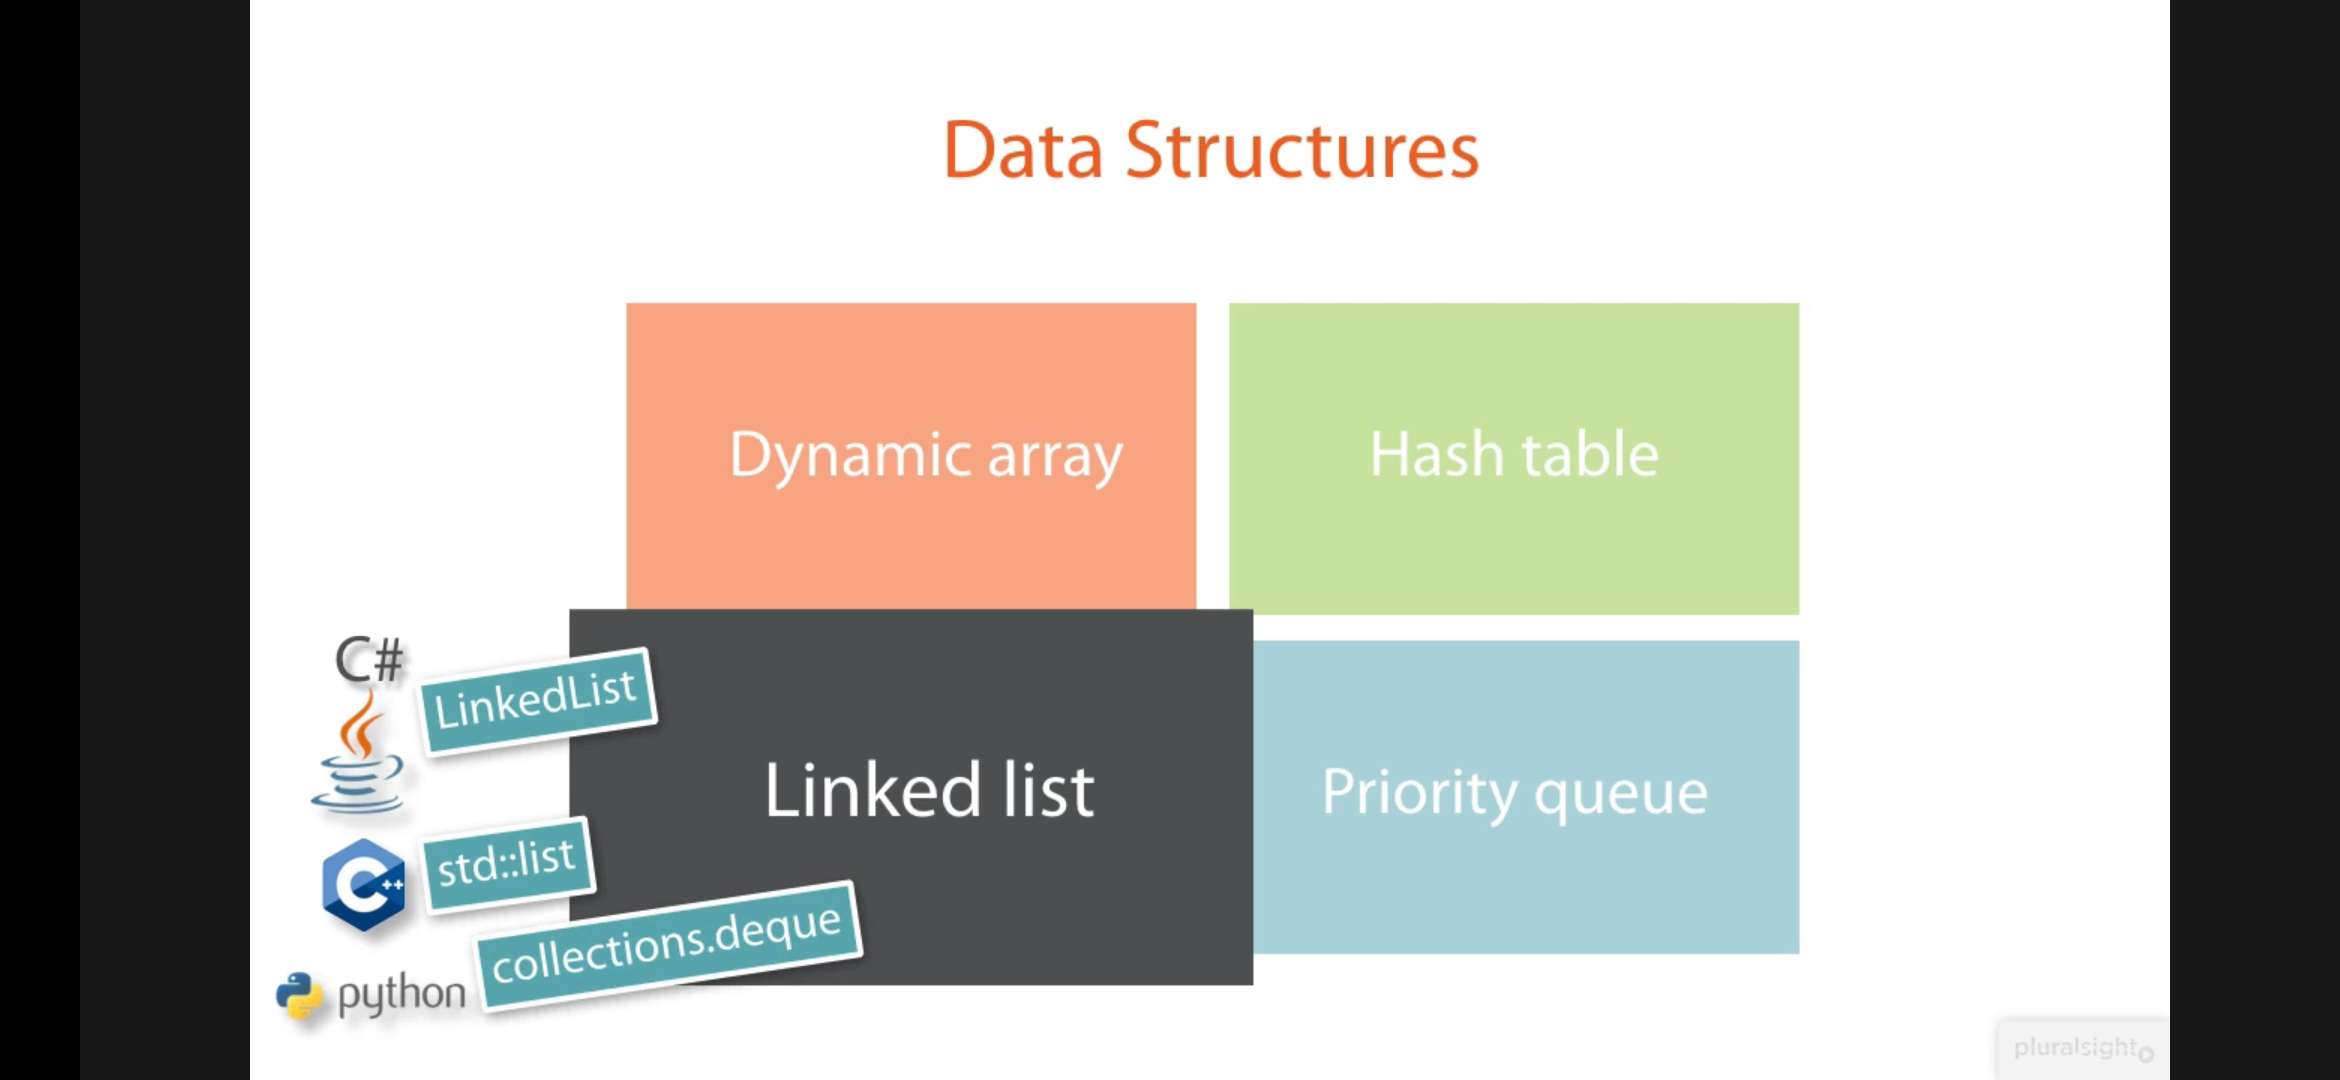 Data Structures
Dynamic array
Hash table
C#
LinkedList
Linked list
Priority queue
C++
std::list
collections.deque
python
pluralsight